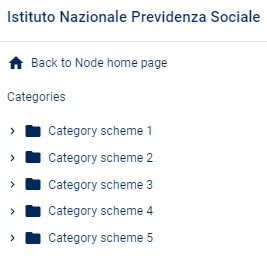 Istituto Nazionale Previdenza Sociale
Back to Node home page
Categories
Category scheme 1
Category scheme 2
Category scheme 3
Category scheme 4
Category scheme 5